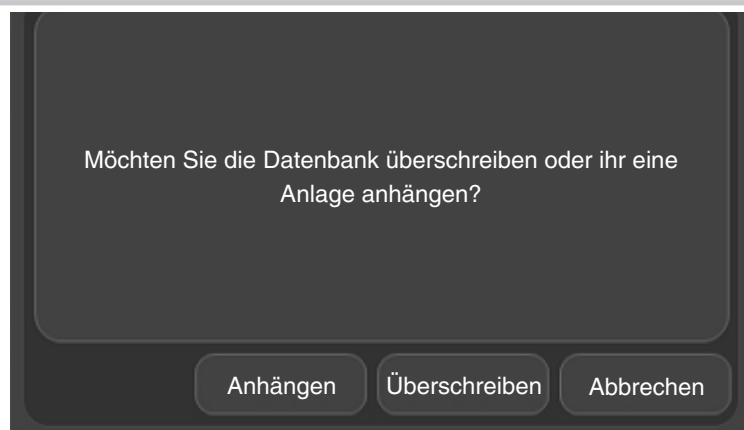 Möchten Sie die Datenbank überschreiben oder ihr eine
Anlage anhängen?
Anhängen Überschreiben Abbrechen